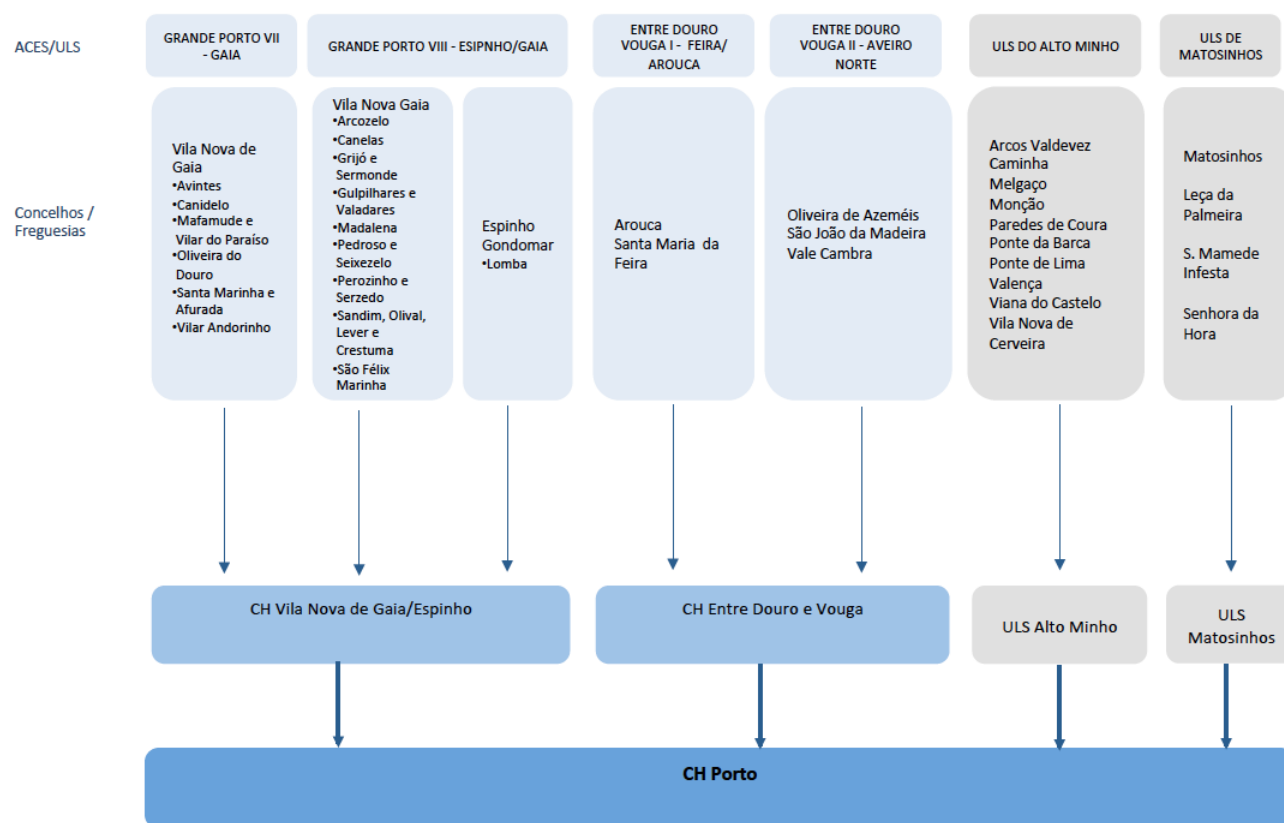 ACES/ULS
GRANDE PORTO VII
- GAIA
GRANDE PORTO VIII - ESIPNHO/GAIA
ENTRE DOURO
VOUGA I - FEIRA/
AROUCA
ENTRE DOURO
VOUGA II - AVEIRO
NORTE
ULS DO ALTO MINHO
ULS DE
MATOSINHOS
Concelhos /
Freguesias
Vila Nova de
Gaia
•Avintes
•Canidelo
•Mafamude e
Vilar do Paraíso
•Oliveira do
Douro
•Santa Marinha e
Afurada
•Vilar Andorinho
Vila Nova Gaia
•Arcozelo
•Canelas
•Grijó e
Sermonde
•Gulpilhares e
Valadares
•Madalena
•Pedroso e
Seixezelo
•Perozinho e
Serzedo
•Sandim, Olival,
Lever e
Crestuma
•São Félix
Marinha
Espinho
Gondomar
•Lomba
Arouca
Santa Maria da
Feira
Oliveira de Azeméis
São João da Madeira
Vale Cambra
Arcos Valdevez
Caminha
Melgaço
Monção
Paredes de Coura
Ponte da Barca
Ponte de Lima
Valença
Viana do Castelo
Vila Nova de
Cerveira
Matosinhos
Leça da
Palmeira
S. Mamede
Infesta
Senhora da
Hora
CH Vila Nova de Gaia/Espinho
CH Entre Douro e Vouga
ULS Alto Minho
ULS
Matosinhos
CH Porto